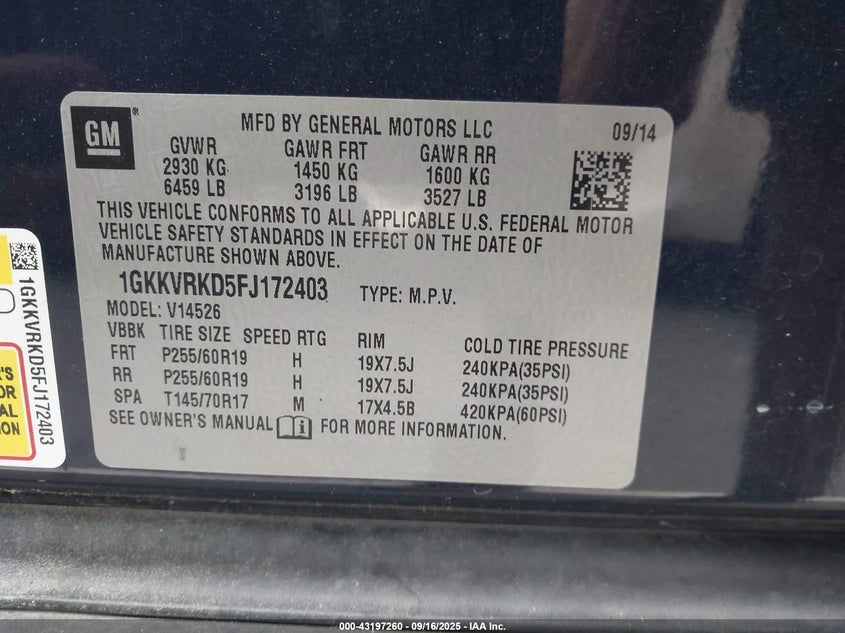 GM
MFD BY GENERAL MOTORS LLC 09/14
GVWR GAWR FRT GAWR RR
2930 KG 1450 KG 1600 KG
6459 LB 3196 LB 3527 LB
THIS VEHICLE CONFORMS TO ALL APPLICABLE U.S. FEDERAL MOTOR
VEHICLE SAFETY STANDARDS IN EFFECT ON THE DATE OF
MANUFACTURE SHOWN ABOVE.
1GKKVRKD5FJ172403 TYPE: M.P.V.
MODEL: V14526
VBBK TIRE SIZE SPEED RTG RIM COLD TIRE PRESSURE
FRT P255/60R19 H 19X7.5J 240KPA(35PSI)
RR P255/60R19 H 19X7.5J 240KPA(35PSI)
SPA T145/70R17 M 17X4.5B 420KPA(60PSI)
SEE OWNER'S MANUAL FOR MORE INFORMATION.
1GKKVRKD5FJ172403
'S
OR
AL
ION
000-43197260 - 09/16/2025 - IAA Inc.